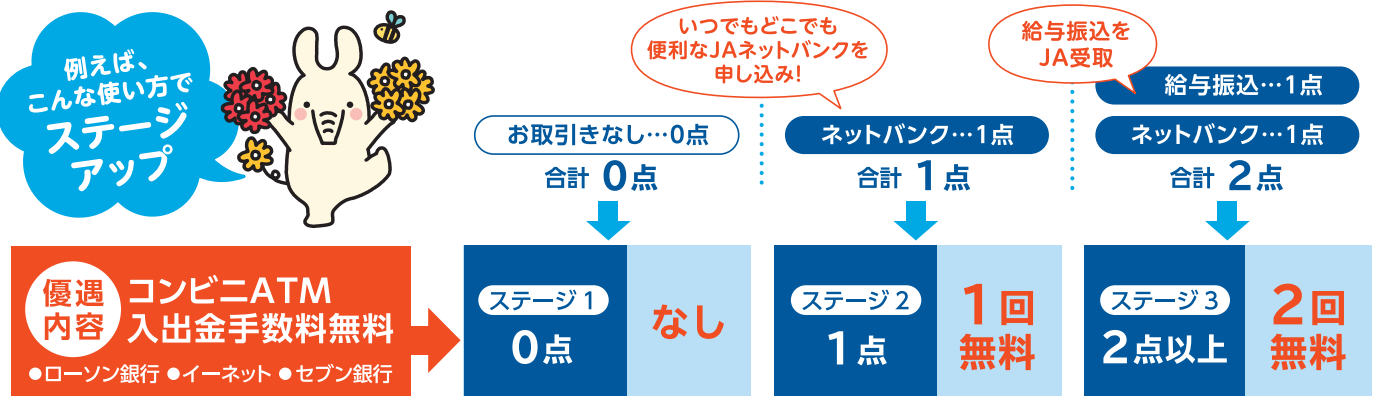 例えば、
こんな使い方で
ステージ
アップ
いつでもどこでも
便利なJAネットバンクを
申し込み!
給与振込を
JA受取
お取引きなし…0点
合計 0点
ネットバンク…1点
合計 1点
給与振込…1点
ネットバンク…1点
合計 2点
優遇
内容
コンビニATM
入出金手数料無料
●ローソン銀行 ●イーネット ●セブン銀行
ステージ1
0点
なし
ステージ2
1点
1回
無料
ステージ3
2点以上
2回
無料